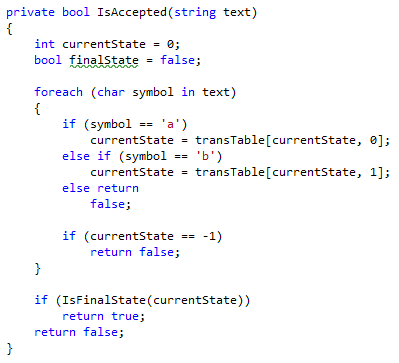 private bool IsAccepted(string text)
{
    int currentState = 0;
    bool finalState = false;

    foreach (char symbol in text)
    {
        if (symbol == 'a')
            currentState = transTable[currentState, 0];
        else if (symbol == 'b')
            currentState = transTable[currentState, 1];
        else return
            false;

        if (currentState == -1)
            return false;
    }

    if (IsFinalState(currentState))
        return true;
    return false;
}